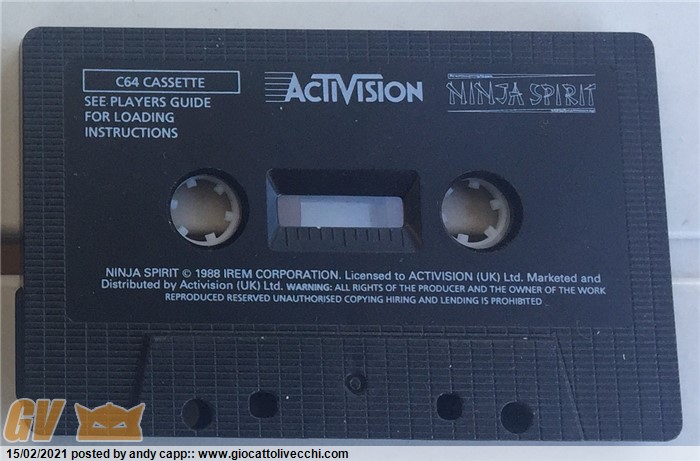 C64 CASSETTE
SEE PLAYERS GUIDE
FOR LOADING
INSTRUCTIONS
ACTIVISION
NINJA SPIRIT
NINJA SPIRIT © 1988 IREM CORPORATION. Licensed to ACTIVISION (UK) Ltd. Marketed and
Distributed by Activision (UK) Ltd. WARNING: ALL RIGHTS OF THE PRODUCER AND THE OWNER OF THE WORK
REPRODUCED RESERVED UNAUTHORISED COPYING HIRING AND LENDING IS PROHIBITED
GV
15/02/2021 posted by andy capp:: www.giocattolivecchi.com